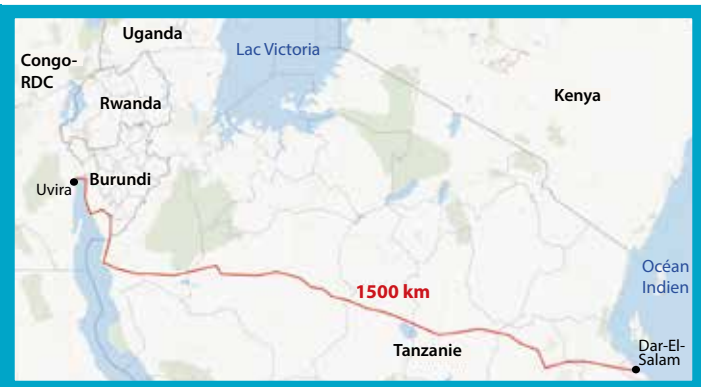 Uganda
Lac Victoria
Congo-
RDC
Kenya
Rwanda
Burundi
Uvira
Océan
Indien
1500 km
Tanzanie
Dar-El-
Salam